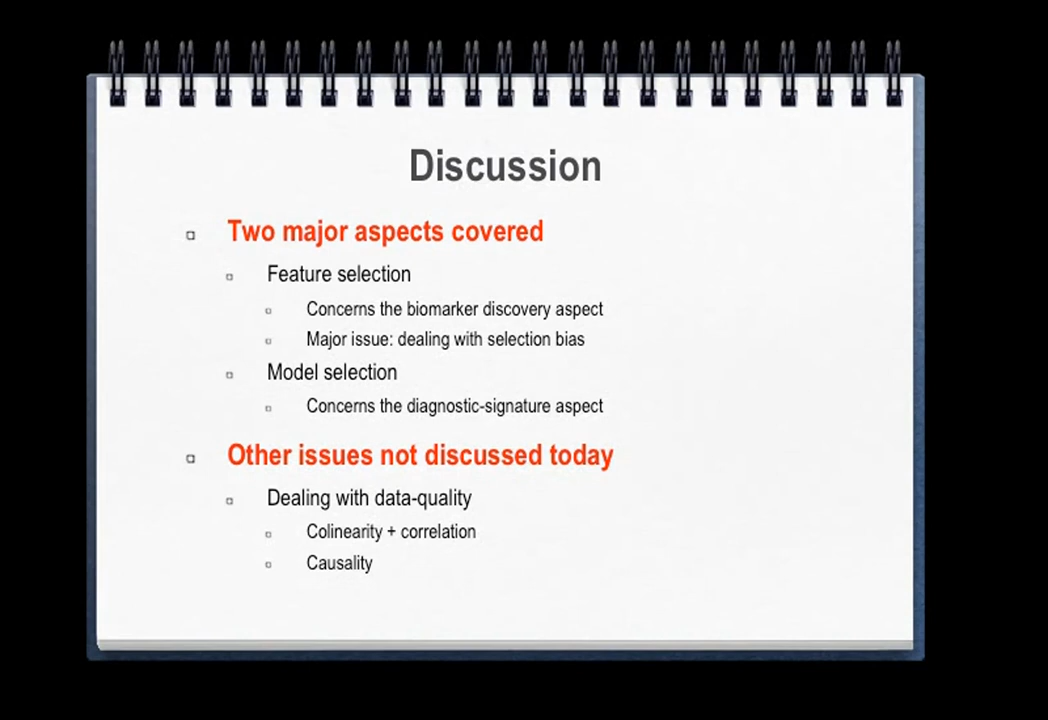 Discussion
Two major aspects covered
Feature selection
Concerns the biomarker discovery aspect
Major issue: dealing with selection bias
Model selection
Concerns the diagnostic-signature aspect
Other issues not discussed today
Dealing with data-quality
Colinearity + correlation
Causality